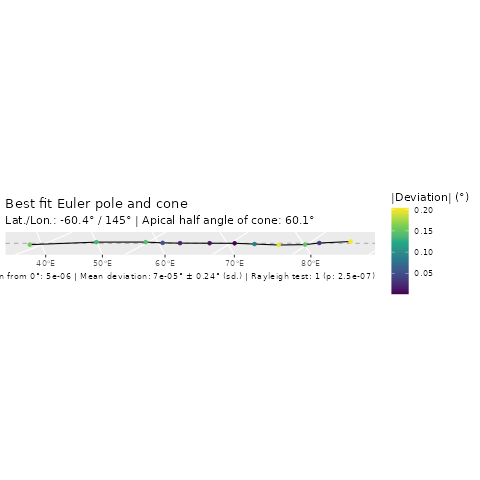 Best fit Euler pole and cone
Lat./Lon.: -60.4° / 145° | Apical half angle of cone: 60.1°
|Deviation| (°)
0.20
0.15
0.10
0.05
40°E 50°E 60°E 70°E 80°E
from 0°: 5e-06 | Mean deviation: 7e-05° ± 0.24° (sd.) | Rayleigh test: 1 (p: 2.5e-07)